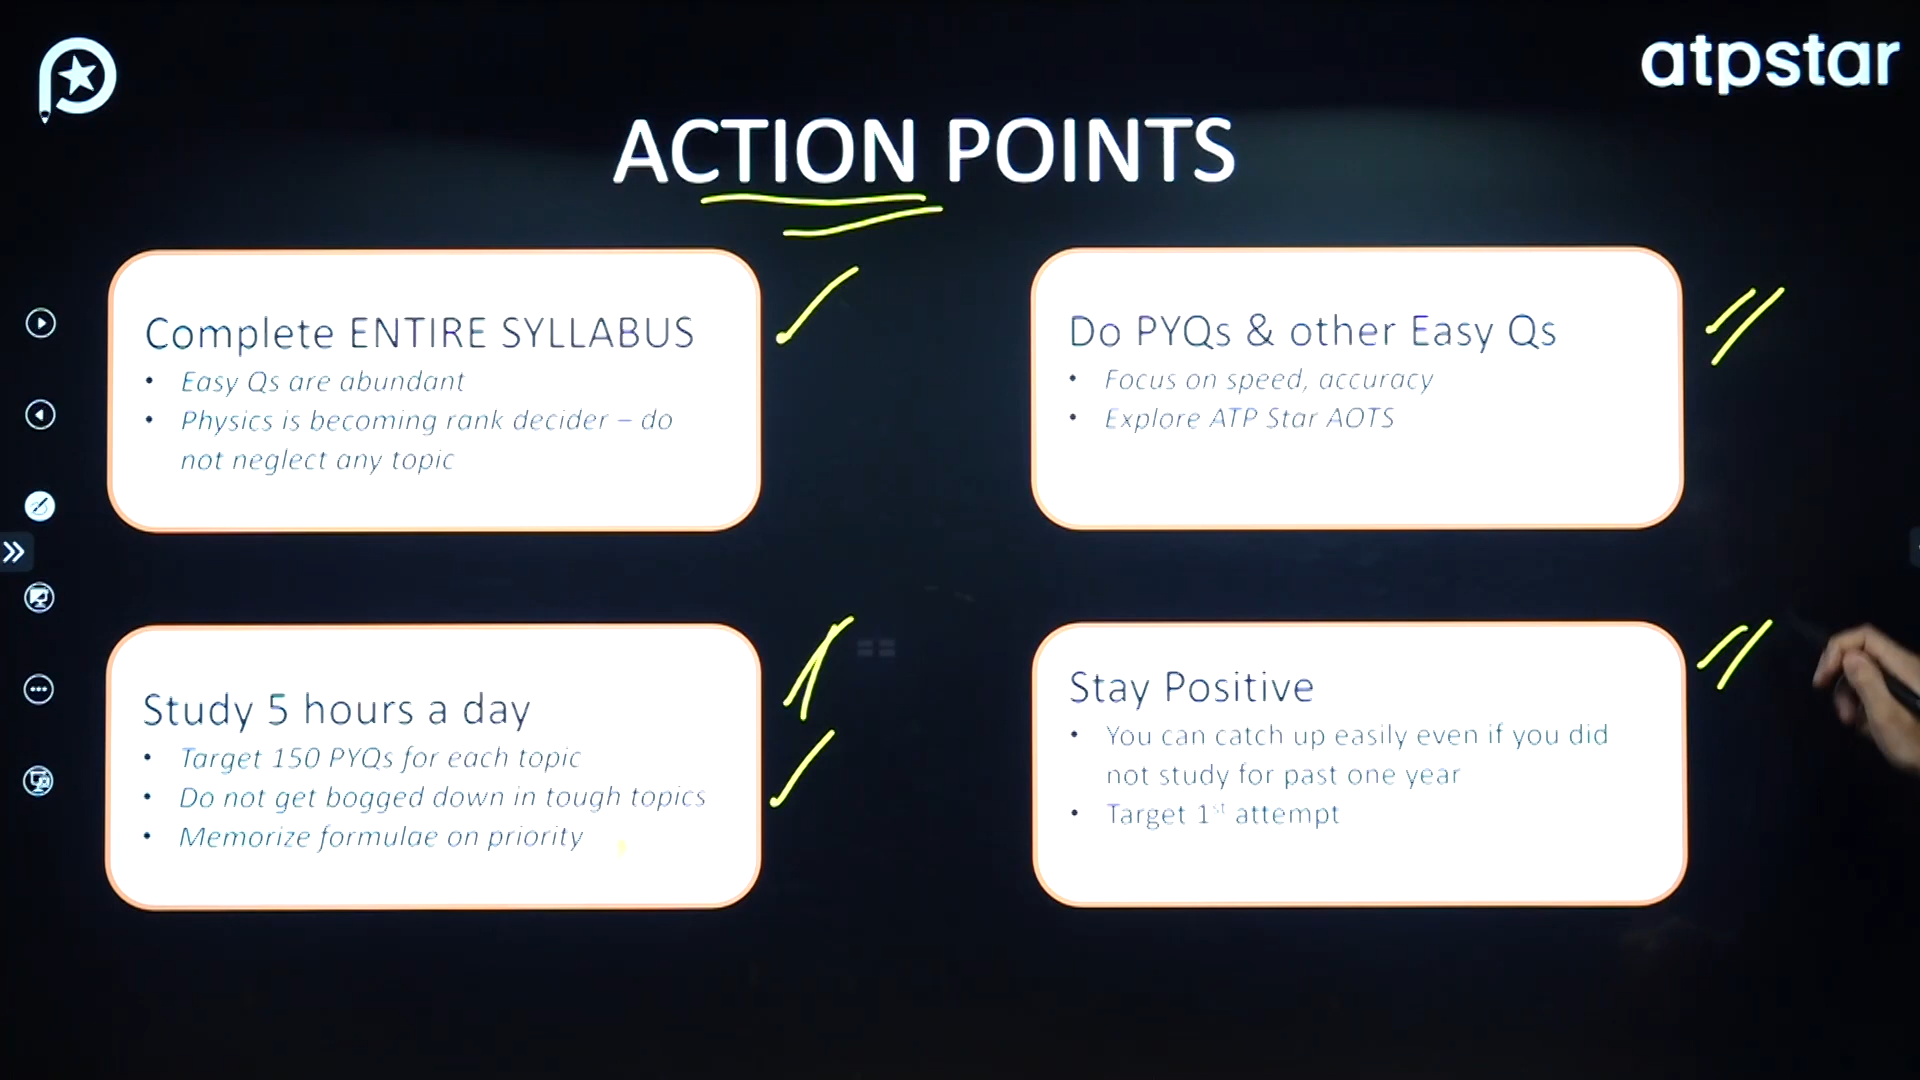 atpstar
ACTION POINTS
Complete ENTIRE SYLLABUS
• Easy Qs are abundant
• Physics is becoming rank decider – do
not neglect any topic
Do PYQs & other Easy Qs
• Focus on speed, accuracy
• Explore ATP Star AOTS
Study 5 hours a day
• Target 150 PYQs for each topic
• Do not get bogged down in tough topics
• Memorize formulae on priority
Stay Positive
• You can catch up easily even if you did
not study for past one year
• Target 1st attempt